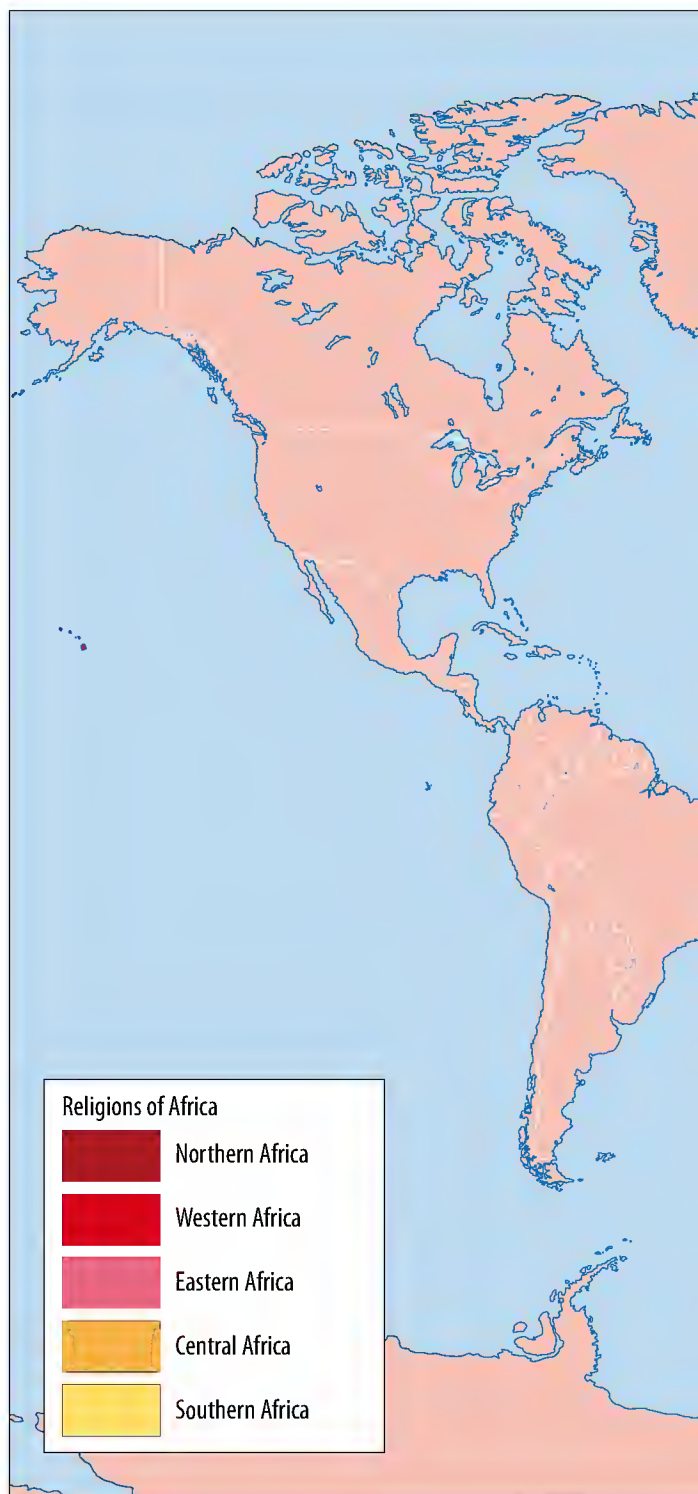 Religions of Africa
Northern Africa
Western Africa
Eastern Africa
Central Africa
Southern Africa